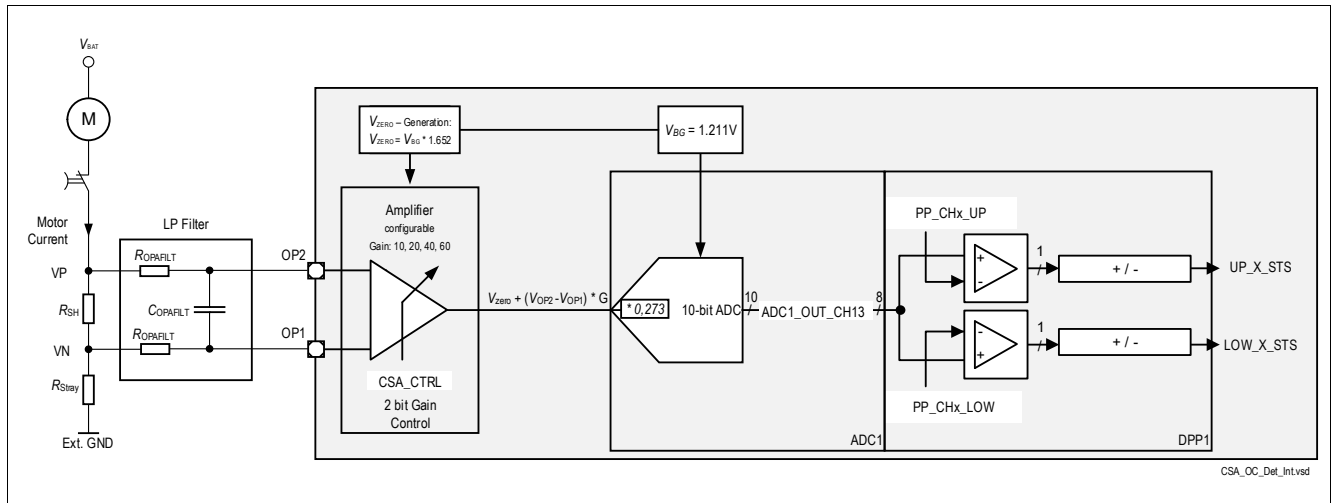 VBAT
M
Motor
Current
VP
RSH
VN
RStray
Ext. GND
LP Filter
ROPAFILT
COPAFILT
ROPAFILT
OP2
OP1
VZERO – Generation:
VZERO = VBG * 1.652
Amplifier
configurable
Gain: 10, 20, 40, 60
CSA_CTRL
2 bit Gain
Control
Vzero + (VOP2-VOP1) * G
VBG = 1.211V
* 0,273
10-bit ADC
10
ADC1_OUT_CH13
8
ADC1
PP_CHx_UP
+
-
1
+ / -
UP_X_STS
-
+
1
+ / -
LOW_X_STS
PP_CHx_LOW
DPP1
CSA_OC_Det_Int.vsd